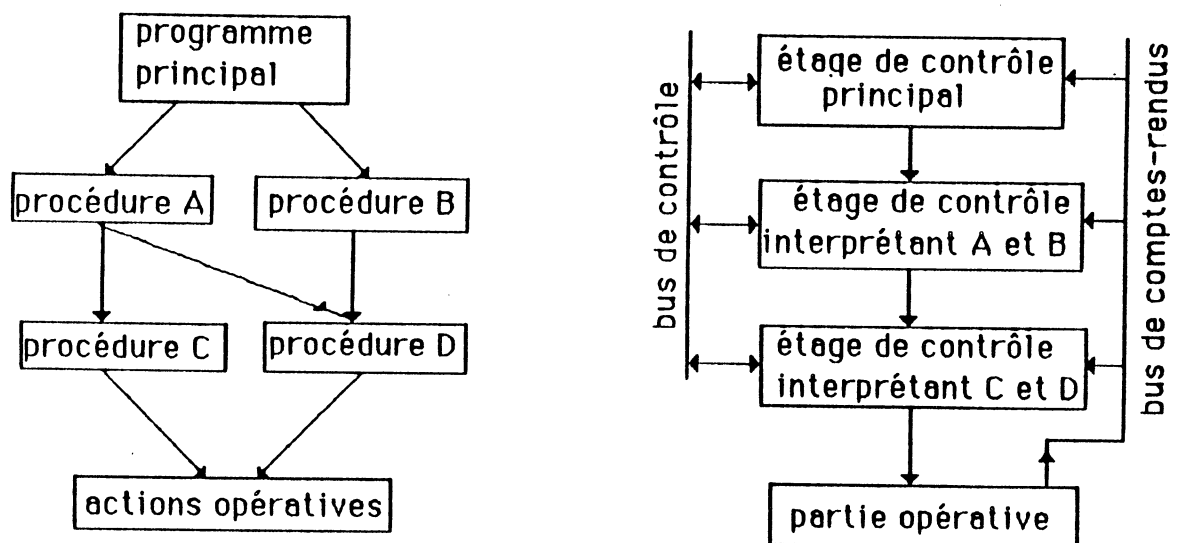 programme
principal
procédure A
procédure B
procédure C
procédure D
actions opératives
bus de contrôle
étage de contrôle
principal
étage de contrôle
interprétant A et B
étage de contrôle
interprétant C et D
partie opérative
bus de comptes-rendus